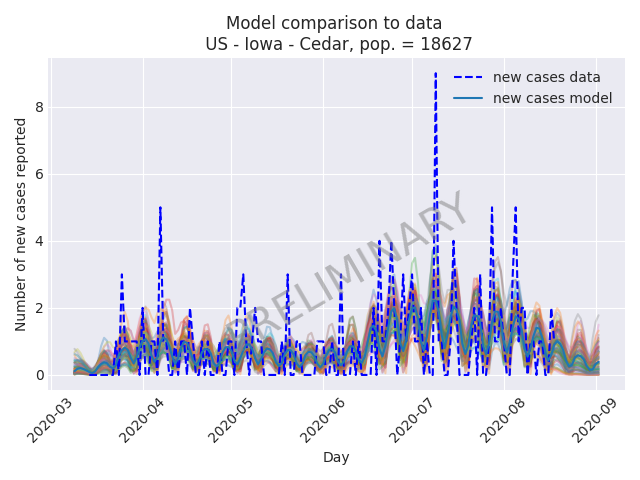 Model comparison to data
US - Iowa - Cedar, pop. = 18627
new cases data
new cases model
PRELIMINARY
Number of new cases reported
8
6
4
2
0
2020-03
2020-04
2020-05
2020-06
2020-07
2020-08
2020-09
Day